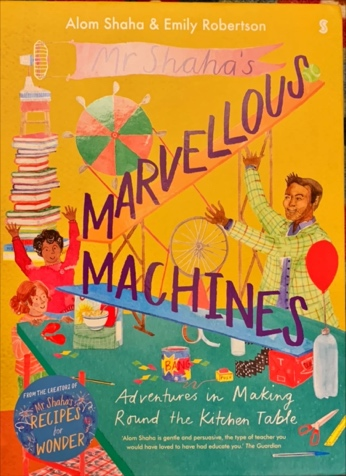 Alom Shaha & Emily Robertson
Mr Shaha's
MARVELLOUS
MACHINES
BAKED
FROM THE CREATORS OF
Mr Shaha's
RECIPES
for
WONDER
Adventures in Making
Round the Kitchen Table
'Alom Shaha is gentle and persuasive, the type of teacher you
would have loved to have had educate you.' The Guardian